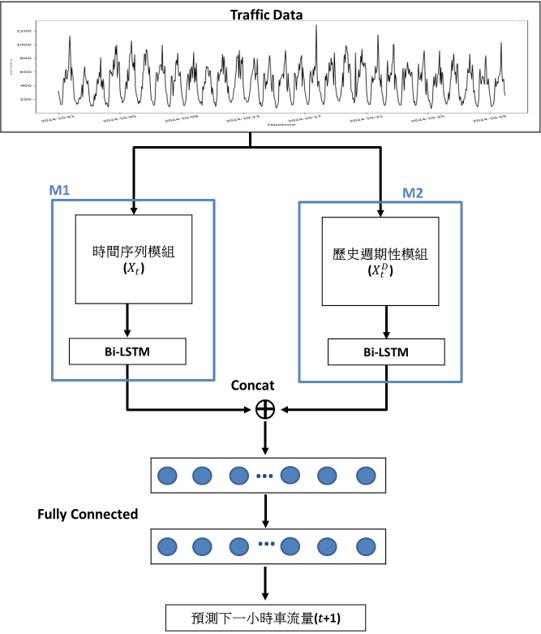 Traffic Data
1200
1000
800
600
400
200
2024-10-01
2024-10-05
2024-10-09
2024-10-13
2024-10-17
2024-10-21
2024-10-25
2024-10-29
Datetime
M1
M2
時間序列模組
(X_t)
歷史週期性模組
(X_t^D)
Bi-LSTM
Bi-LSTM
Concat
Fully Connected
預測下一小時車流量(t+1)